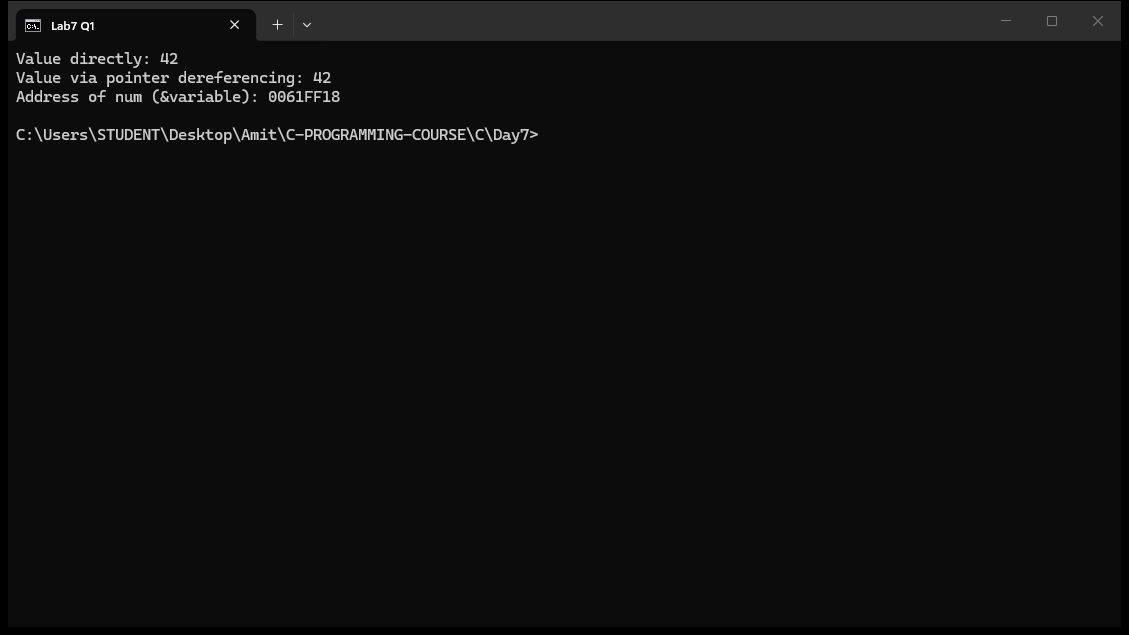 Lab7 Q1
Value directly: 42
Value via pointer dereferencing: 42
Address of num (&variable): 0061FF18
C:\Users\STUDENT\Desktop\Amit\C-PROGRAMMING-COURSE\C\Day7>